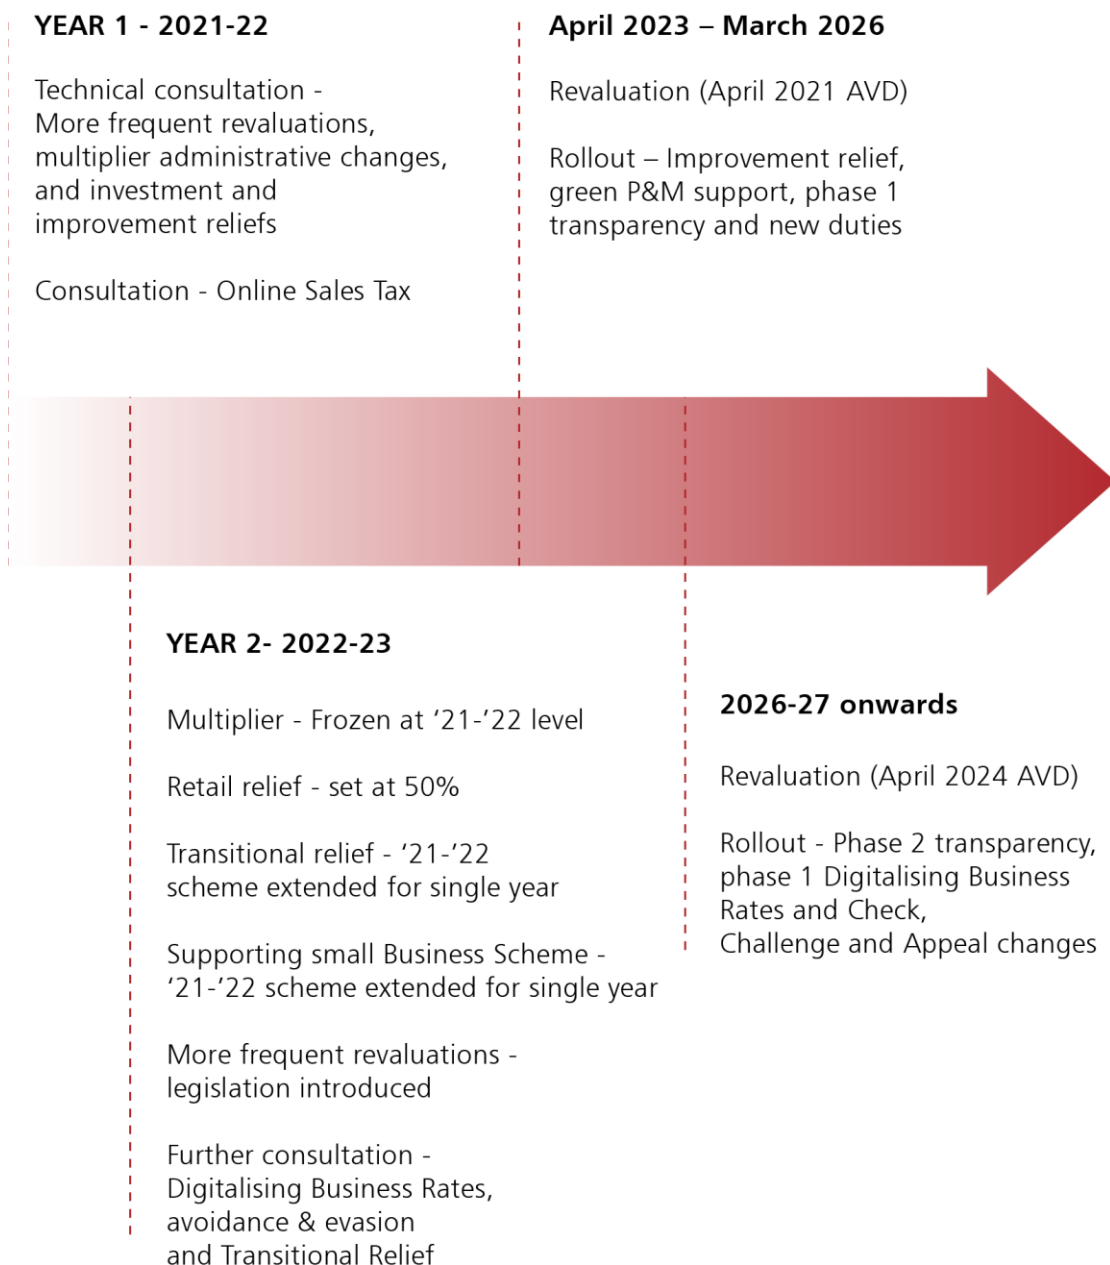 YEAR 1 - 2021-22
Technical consultation -
More frequent revaluations,
multiplier administrative changes,
and investment and
improvement reliefs
Consultation - Online Sales Tax
April 2023 – March 2026
Revaluation (April 2021 AVD)
Rollout – Improvement relief,
green P&M support, phase 1
transparency and new duties
YEAR 2- 2022-23
Multiplier - Frozen at ‘21-’22 level
Retail relief - set at 50%
Transitional relief - ‘21-’22
scheme extended for single year
Supporting small Business Scheme -
‘21-’22 scheme extended for single year
More frequent revaluations -
legislation introduced
Further consultation -
Digitalising Business Rates,
avoidance & evasion
and Transitional Relief
2026-27 onwards
Revaluation (April 2024 AVD)
Rollout - Phase 2 transparency,
phase 1 Digitalising Business
Rates and Check,
Challenge and Appeal changes